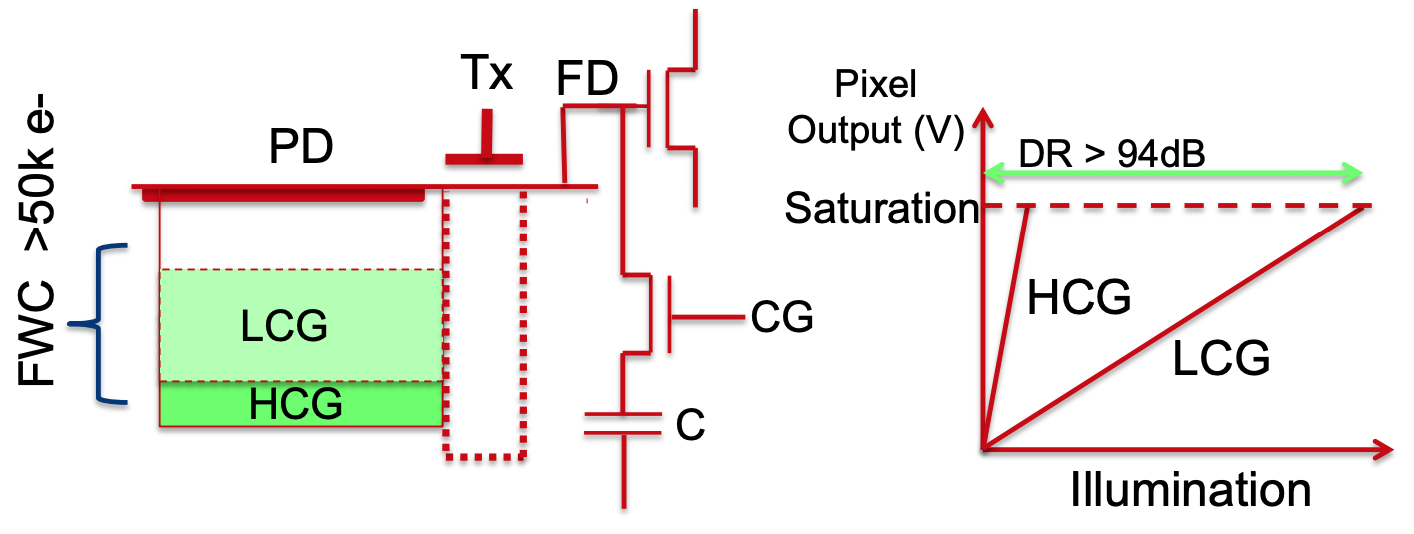 FWC >50k e-
PD
Tx
FD
LCG
HCG
CG
C
Pixel
Output (V)
DR > 94dB
Saturation
HCG
LCG
Illumination